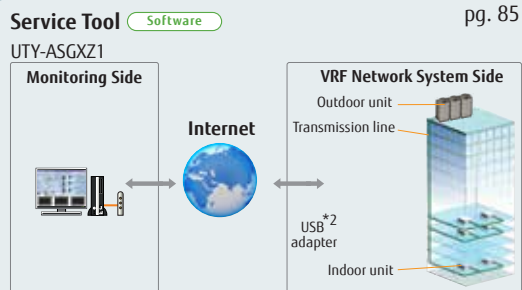 Service Tool Software
pg. 85
UTY-ASGXZ1
Monitoring Side
VRF Network System Side
Outdoor unit
Transmission line
Internet
USB*2
adapter
Indoor unit